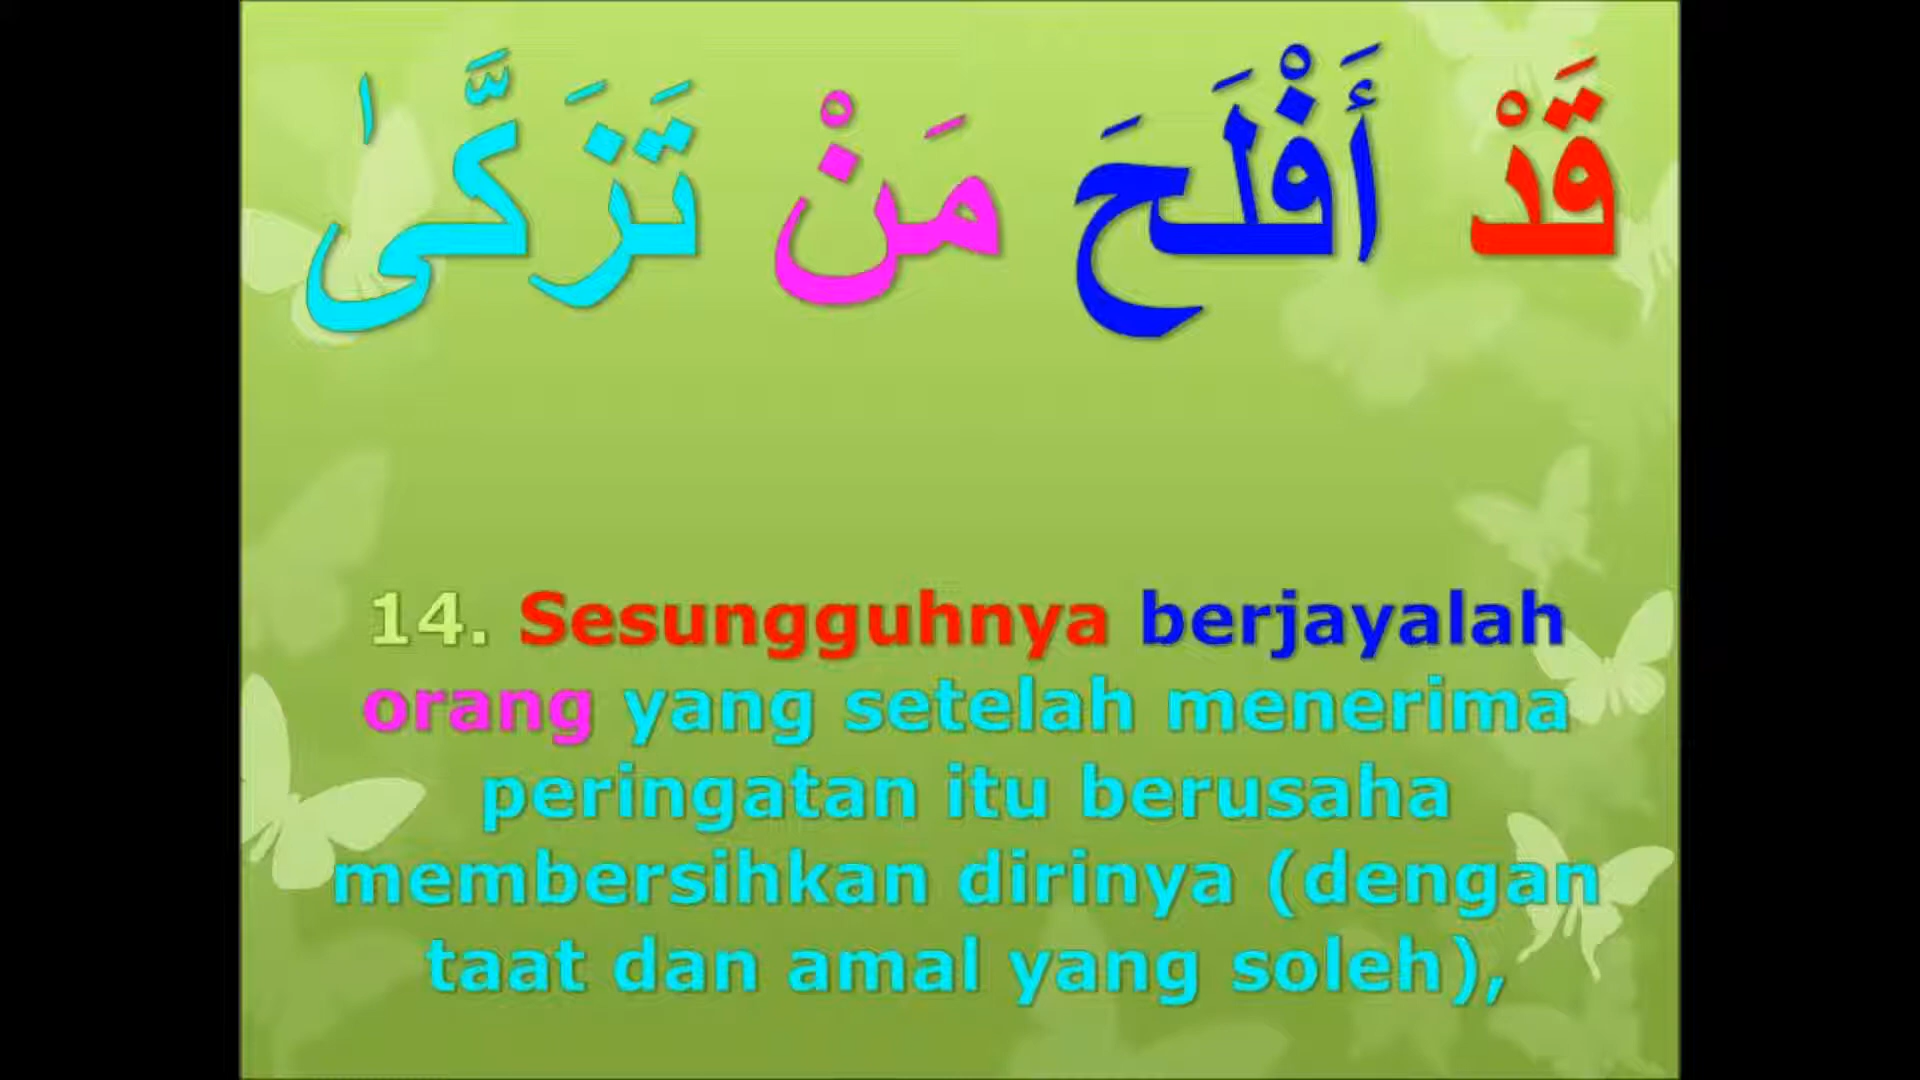 قَدْ أَفْلَحَ مَنْ تَزَكَّىٰ
14. Sesungguhnya berjayalah
orang yang setelah menerima
peringatan itu berusaha
membersihkan dirinya (dengan
taat dan amal yang soleh),